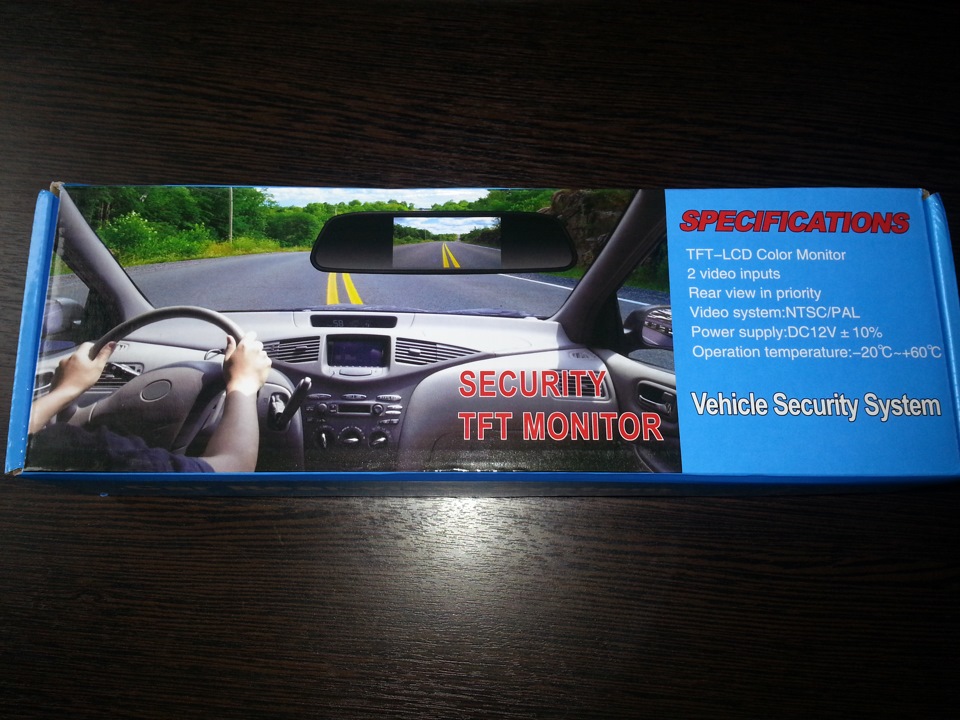 SECURITY
TFT MONITOR
SPECIFICATIONS
TFT-LCD Color Monitor
2 video inputs
Rear view in priority
Video system:NTSC/PAL
Power supply:DC12V ± 10%
Operation temperature:-20℃~+60℃
Vehicle Security System